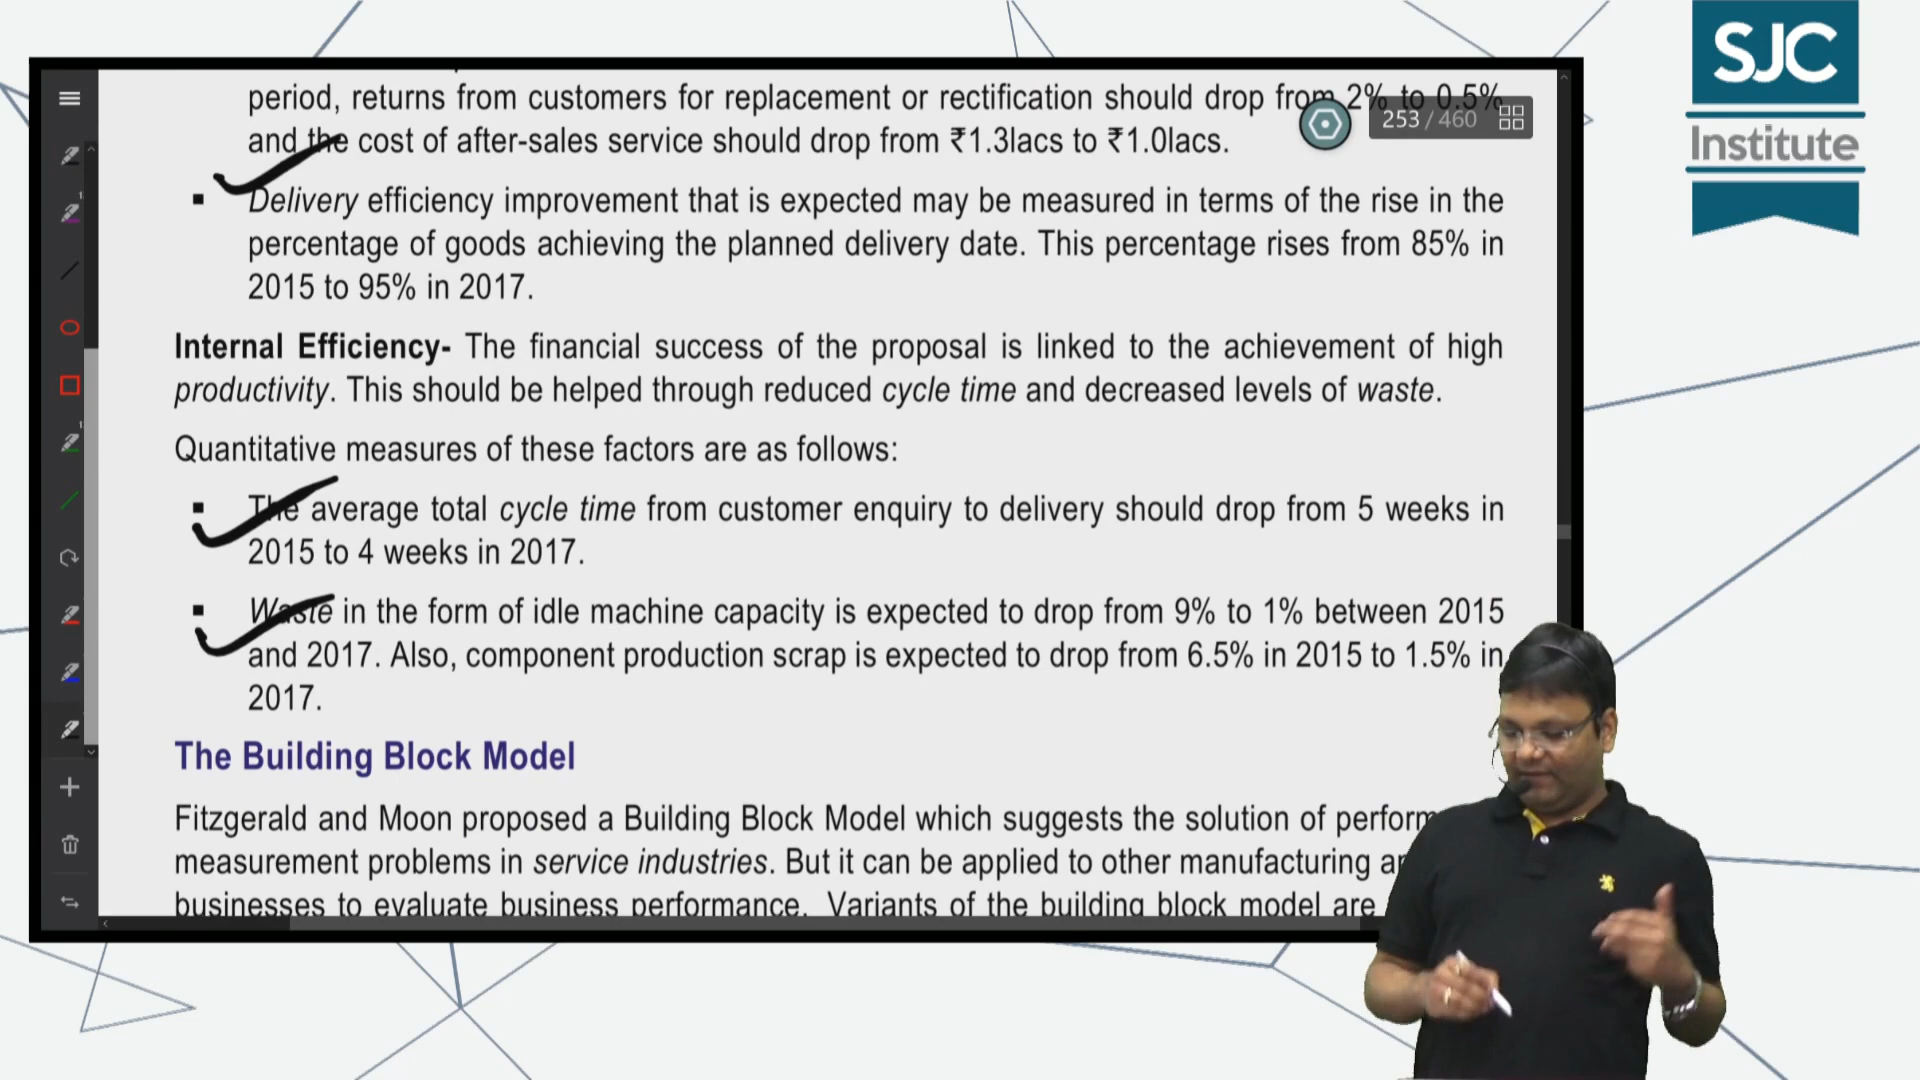 period, returns from customers for replacement or rectification should drop from 2% to 0.5%
and the cost of after-sales service should drop from ₹1.3lacs to ₹1.0lacs.
253 / 460
SJC
Institute
▪ Delivery efficiency improvement that is expected may be measured in terms of the rise in the
percentage of goods achieving the planned delivery date. This percentage rises from 85% in
2015 to 95% in 2017.
Internal Efficiency- The financial success of the proposal is linked to the achievement of high
productivity. This should be helped through reduced cycle time and decreased levels of waste.
Quantitative measures of these factors are as follows:
▪ The average total cycle time from customer enquiry to delivery should drop from 5 weeks in
2015 to 4 weeks in 2017.
▪ Waste in the form of idle machine capacity is expected to drop from 9% to 1% between 2015
and 2017. Also, component production scrap is expected to drop from 6.5% in 2015 to 1.5% in
2017.
The Building Block Model
Fitzgerald and Moon proposed a Building Block Model which suggests the solution of
measurement problems in service industries. But it can be applied to other manufacturing
businesses to evaluate business performance. Variants of the building block model are